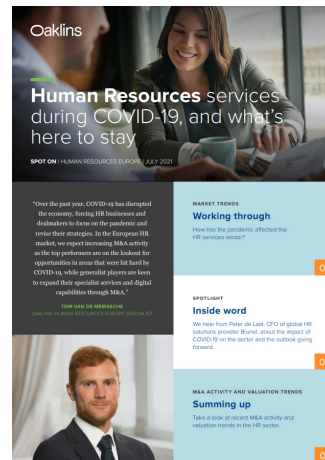 Oaklins
Human Resources services
during COVID-19, and what's
here to stay
SPOT ON | HUMAN RESOURCES EUROPE | JULY 2021
"Over the past year, COVID-19 has disrupted
the economy, forcing HR businesses and
dealmakers to focus on the pandemic and
revise their strategies. In the European HR
market, we expect increasing M&A activity
as the top performers are on the lookout for
opportunities in areas that were hit hard by
COVID-19, while generalist players are keen
to expand their specialist services and digital
capabilities through M&A."
TOM VAN DE MEIRSSCHE
OAKLINS' HUMAN RESOURCES EUROPE SPECIALIST
MARKET TRENDS
Working through
How has the pandemic affected the
HR services sector?
INSIDE
SPOTLIGHT
Inside word
We hear from Peter de Laat, CFO of global HR
solutions provider Brunel, about the impact of
COVID-19 on the sector and the outlook going
forward.
M&A ACTIVITY AND VALUATION TRENDS
Summing up
Take a look at recent M&A activity and
valuation trends in the HR sector.